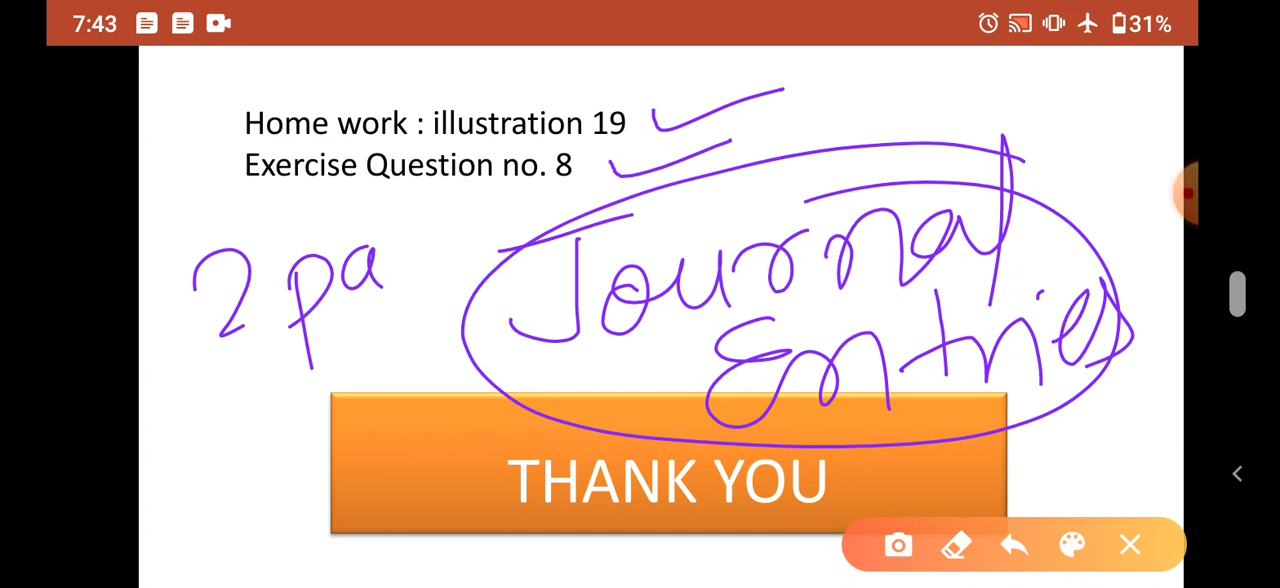 7:43 31%
Home work : illustration 19
Exercise Question no. 8
2 pa
Journal
Entries
THANK YOU